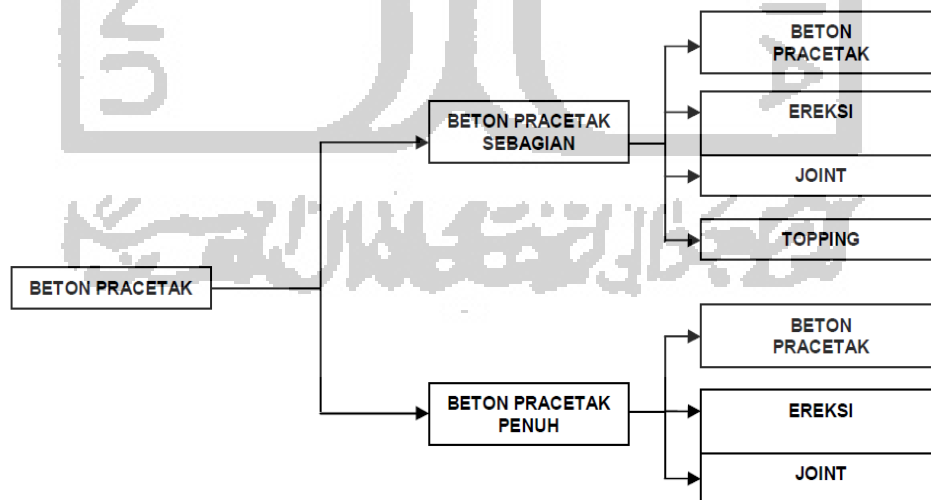 BETON
PRACETAK
BETON PRACETAK
SEBAGIAN
EREKSI
JOINT
TOPPING
BETON PRACETAK
BETON
PRACETAK
BETON PRACETAK
PENUH
EREKSI
JOINT